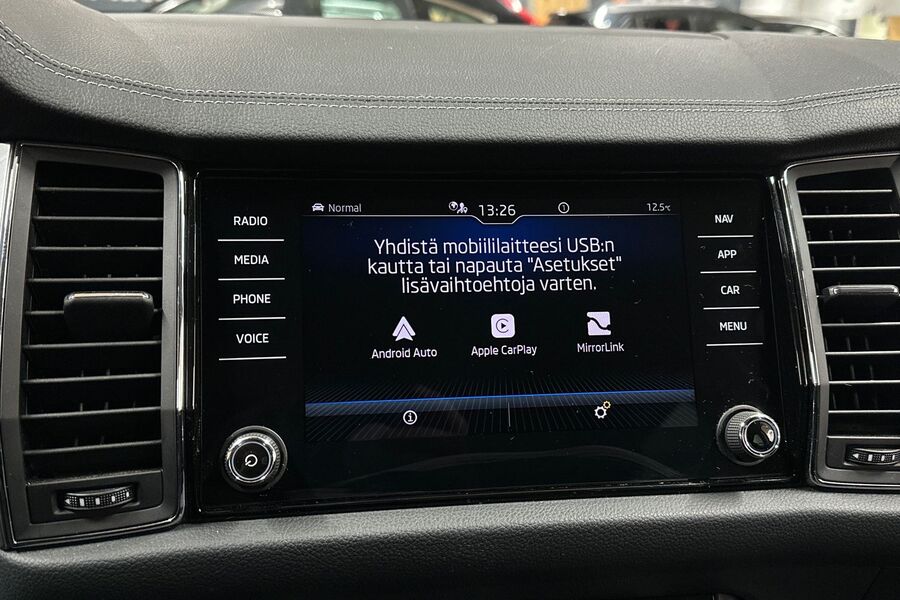 Normal 13:26 12.5°C
RADIO
MEDIA
PHONE
VOICE
Yhdistä mobiililaitteesi USB:n
kautta tai napauta "Asetukset"
lisävaihtoehtoja varten.
Android Auto Apple CarPlay MirrorLink
NAV
APP
CAR
MENU